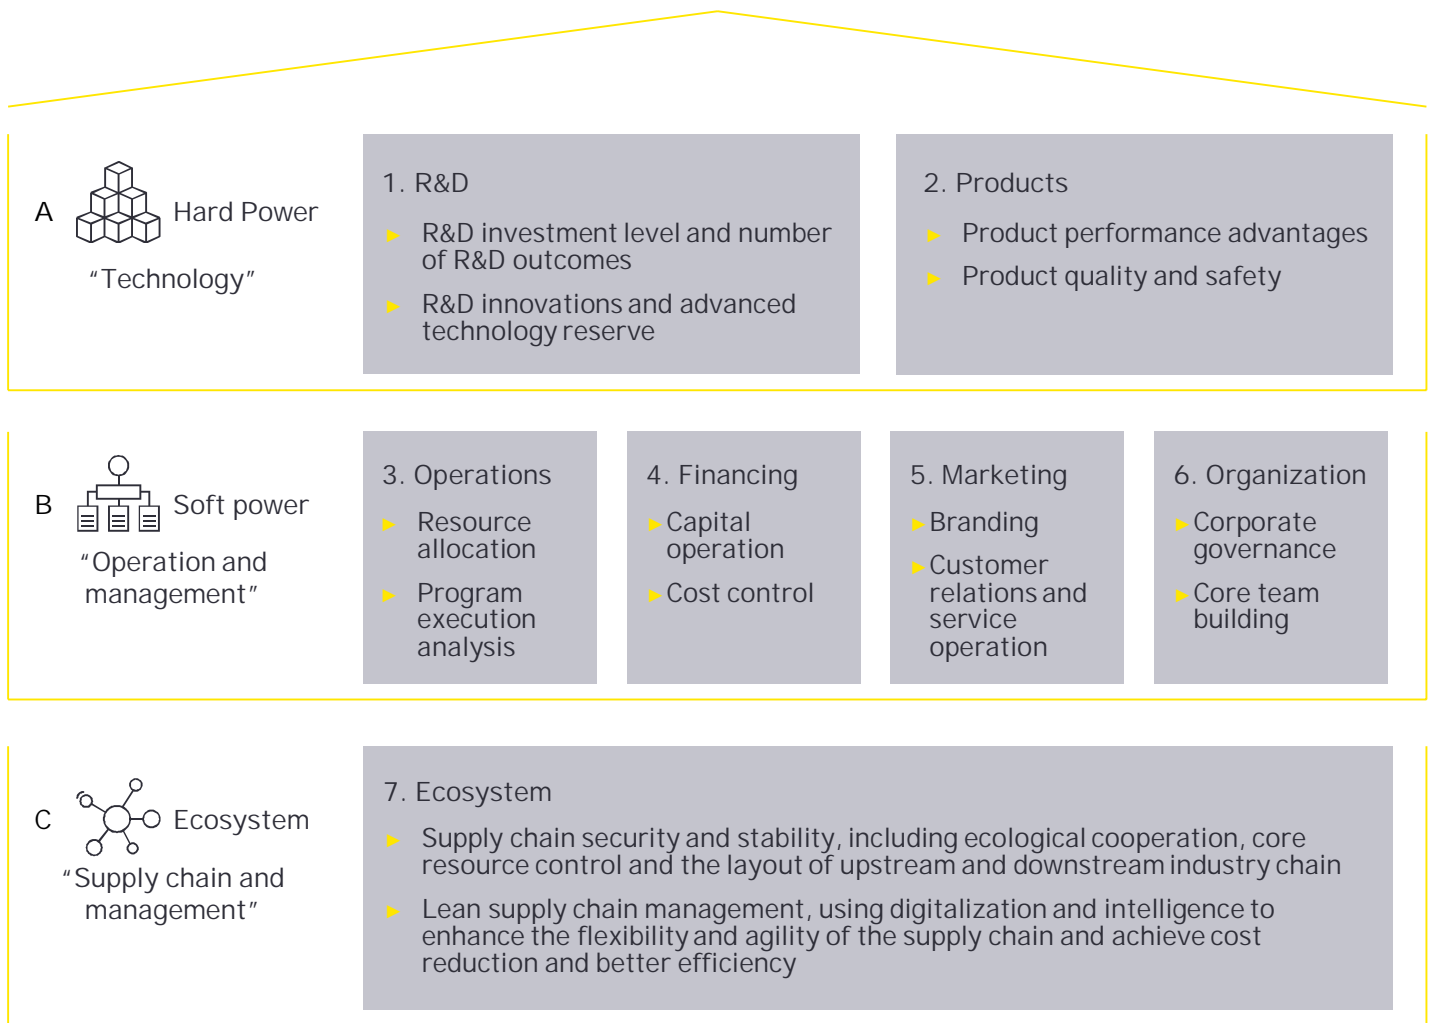 A
Hard Power
“Technology”
1. R&D
► R&D investment level and number
of R&D outcomes
► R&D innovations and advanced
technology reserve
2. Products
► Product performance advantages
► Product quality and safety
B
Soft power
“Operation and
management”
3. Operations
► Resource
allocation
► Program
execution
analysis
4. Financing
► Capital
operation
► Cost control
5. Marketing
► Branding
► Customer
relations and
service
operation
6. Organization
► Corporate
governance
► Core team
building
C
Ecosystem
“Supply chain and
management”
7. Ecosystem
► Supply chain security and stability, including ecological cooperation, core
resource control and the layout of upstream and downstream industry chain
► Lean supply chain management, using digitalization and intelligence to
enhance the flexibility and agility of the supply chain and achieve cost
reduction and better efficiency